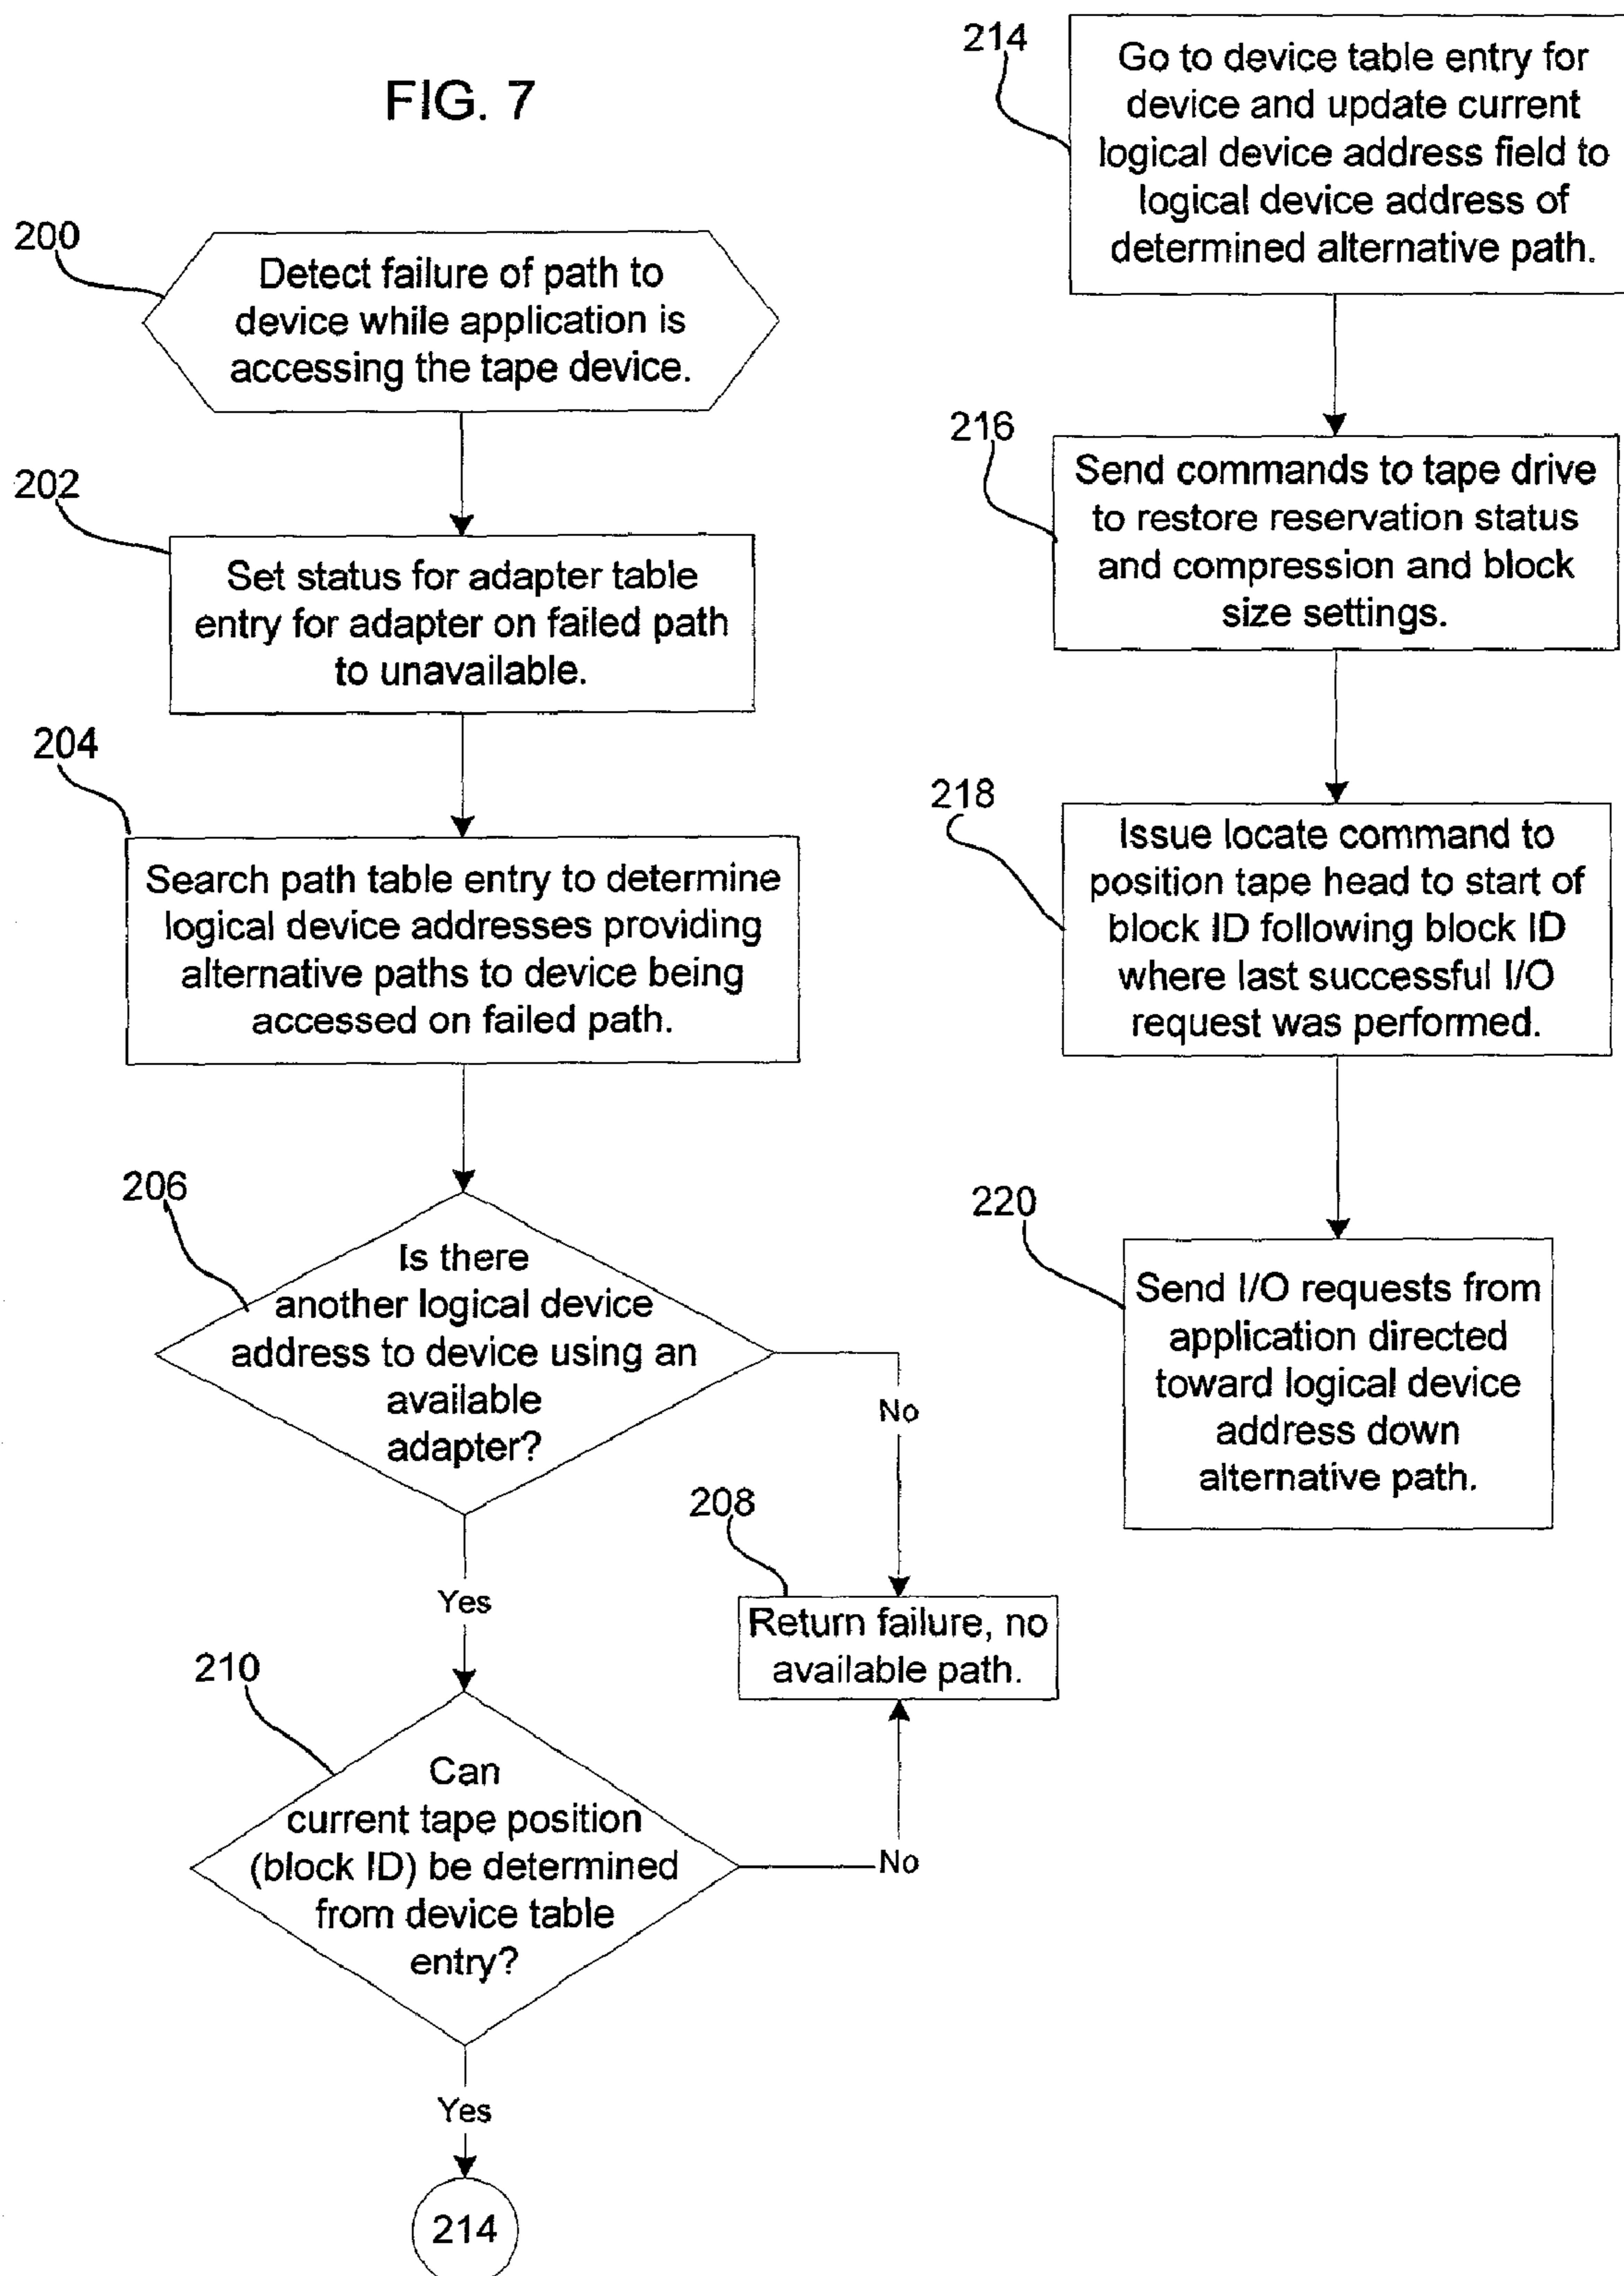 FIG. 7
200
Detect failure of path to
device while application is
accessing the tape device.
202
Set status for adapter table
entry for adapter on failed path
to unavailable.
204
Search path table entry to determine
logical device addresses providing
alternative paths to device being
accessed on failed path.
206
Is there
another logical device
address to device using an
available
adapter?
No
Yes
208
Return failure, no
available path.
210
Can
current tape position
(block ID) be determined
from device table
entry?
No
Yes
214
214
Go to device table entry for
device and update current
logical device address field to
logical device address of
determined alternative path.
216
Send commands to tape drive
to restore reservation status
and compression and block
size settings.
218
Issue locate command to
position tape head to start of
block ID following block ID
where last successful I/O
request was performed.
220
Send I/O requests from
application directed
toward logical device
address down
alternative path.